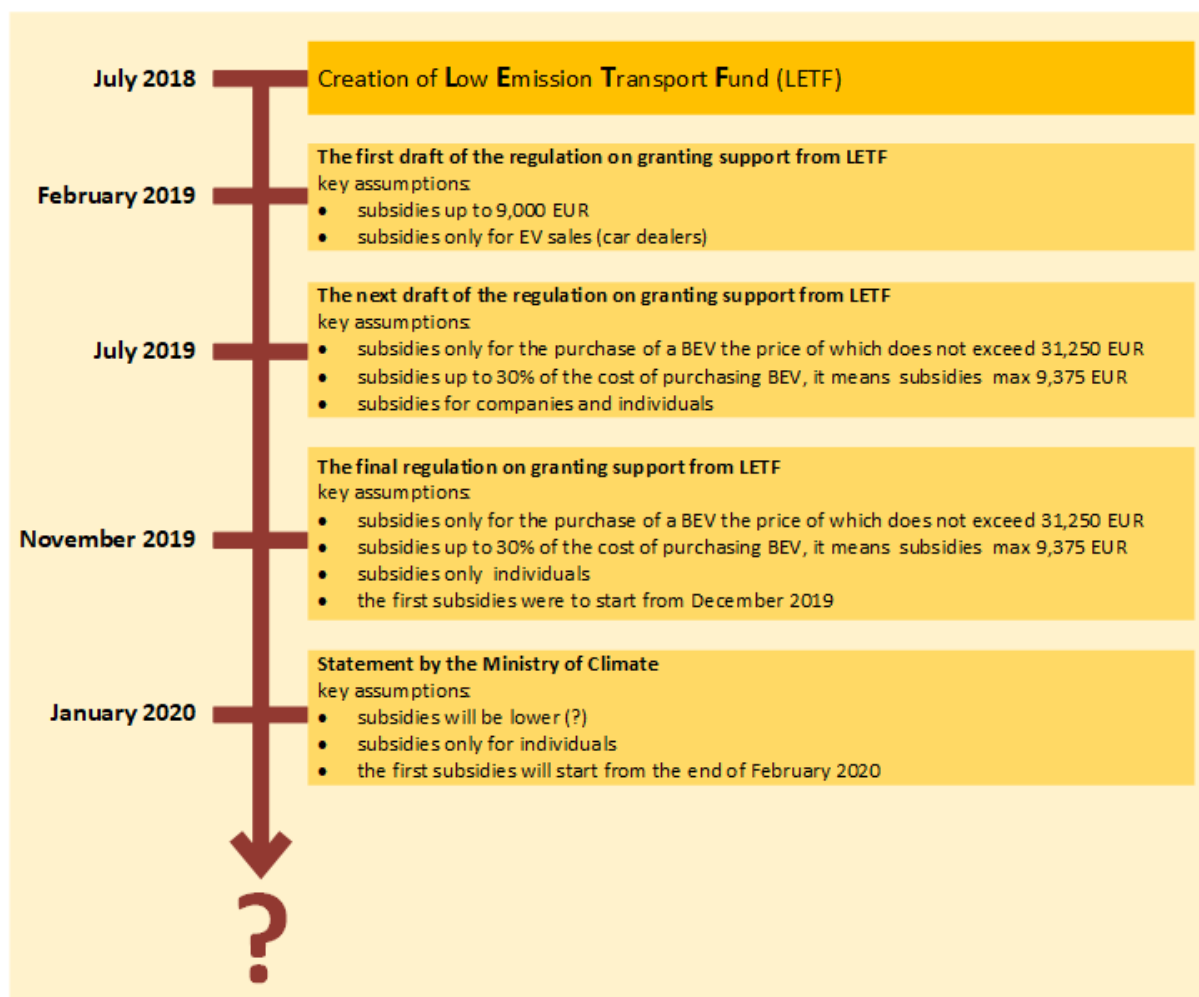 July 2018
Creation of Low Emission Transport Fund (LETF)
February 2019
The first draft of the regulation on granting support from LETF
key assumptions:
• subsidies up to 9,000 EUR
• subsidies only for EV sales (car dealers)
July 2019
The next draft of the regulation on granting support from LETF
key assumptions:
• subsidies only for the purchase of a BEV the price of which does not exceed 31,250 EUR
• subsidies up to 30% of the cost of purchasing BEV, it means subsidies max 9,375 EUR
• subsidies for companies and individuals
November 2019
The final regulation on granting support from LETF
key assumptions:
• subsidies only for the purchase of a BEV the price of which does not exceed 31,250 EUR
• subsidies up to 30% of the cost of purchasing BEV, it means subsidies max 9,375 EUR
• subsidies only individuals
• the first subsidies were to start from December 2019
January 2020
Statement by the Ministry of Climate
key assumptions:
• subsidies will be lower (?)
• subsidies only for individuals
• the first subsidies will start from the end of February 2020
?